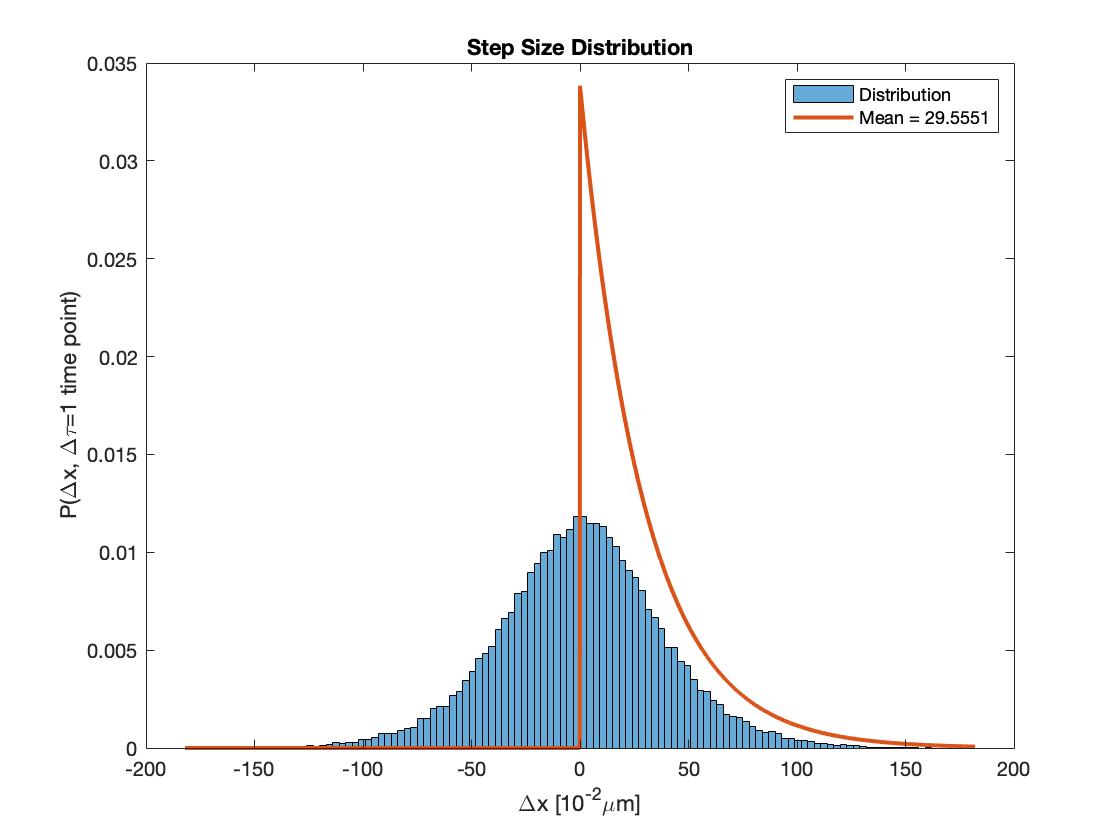 Step Size Distribution
Distribution
Mean = 29.5551
P(Δx, Δτ=1 time point)
0.035
0.03
0.025
0.02
0.015
0.01
0.005
0
-200 -150 -100 -50 0 50 100 150 200
Δx [10^-2 μm]